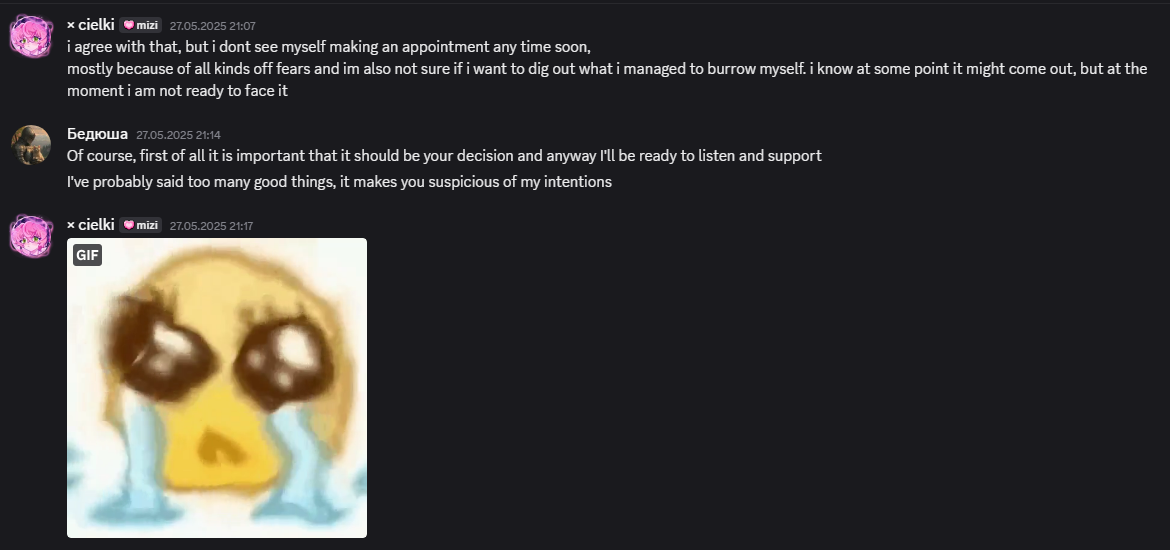 × cielki mizi 27.05.2025 21:07
i agree with that, but i dont see myself making an appointment any time soon,
mostly because of all kinds off fears and im also not sure if i want to dig out what i managed to burrow myself. i know at some point it might come out, but at the
moment i am not ready to face it
Бедюша 27.05.2025 21:14
Of course, first of all it is important that it should be your decision and anyway I'll be ready to listen and support
I've probably said too many good things, it makes you suspicious of my intentions
× cielki mizi 27.05.2025 21:17
GIF